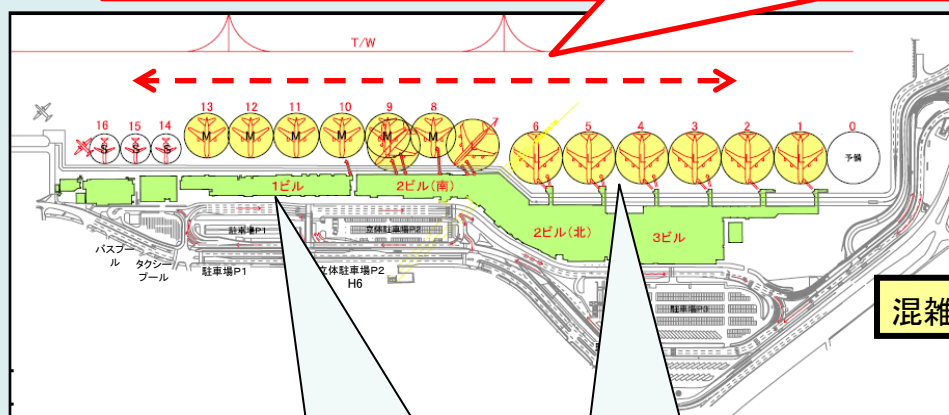 T/W
16
15
14
13
12
11
10
9
8
7
6
5
4
3
2
1
0
S
S
S
M
M
M
M
M
M
予備
1ビル
2ビル(南)
2ビル(北)
3ビル
駐車場P1
立体駐車場P2
バスプー
ル
タクシー
プール
駐車場P1
立体駐車場P2
H6
駐車場P3
混雑